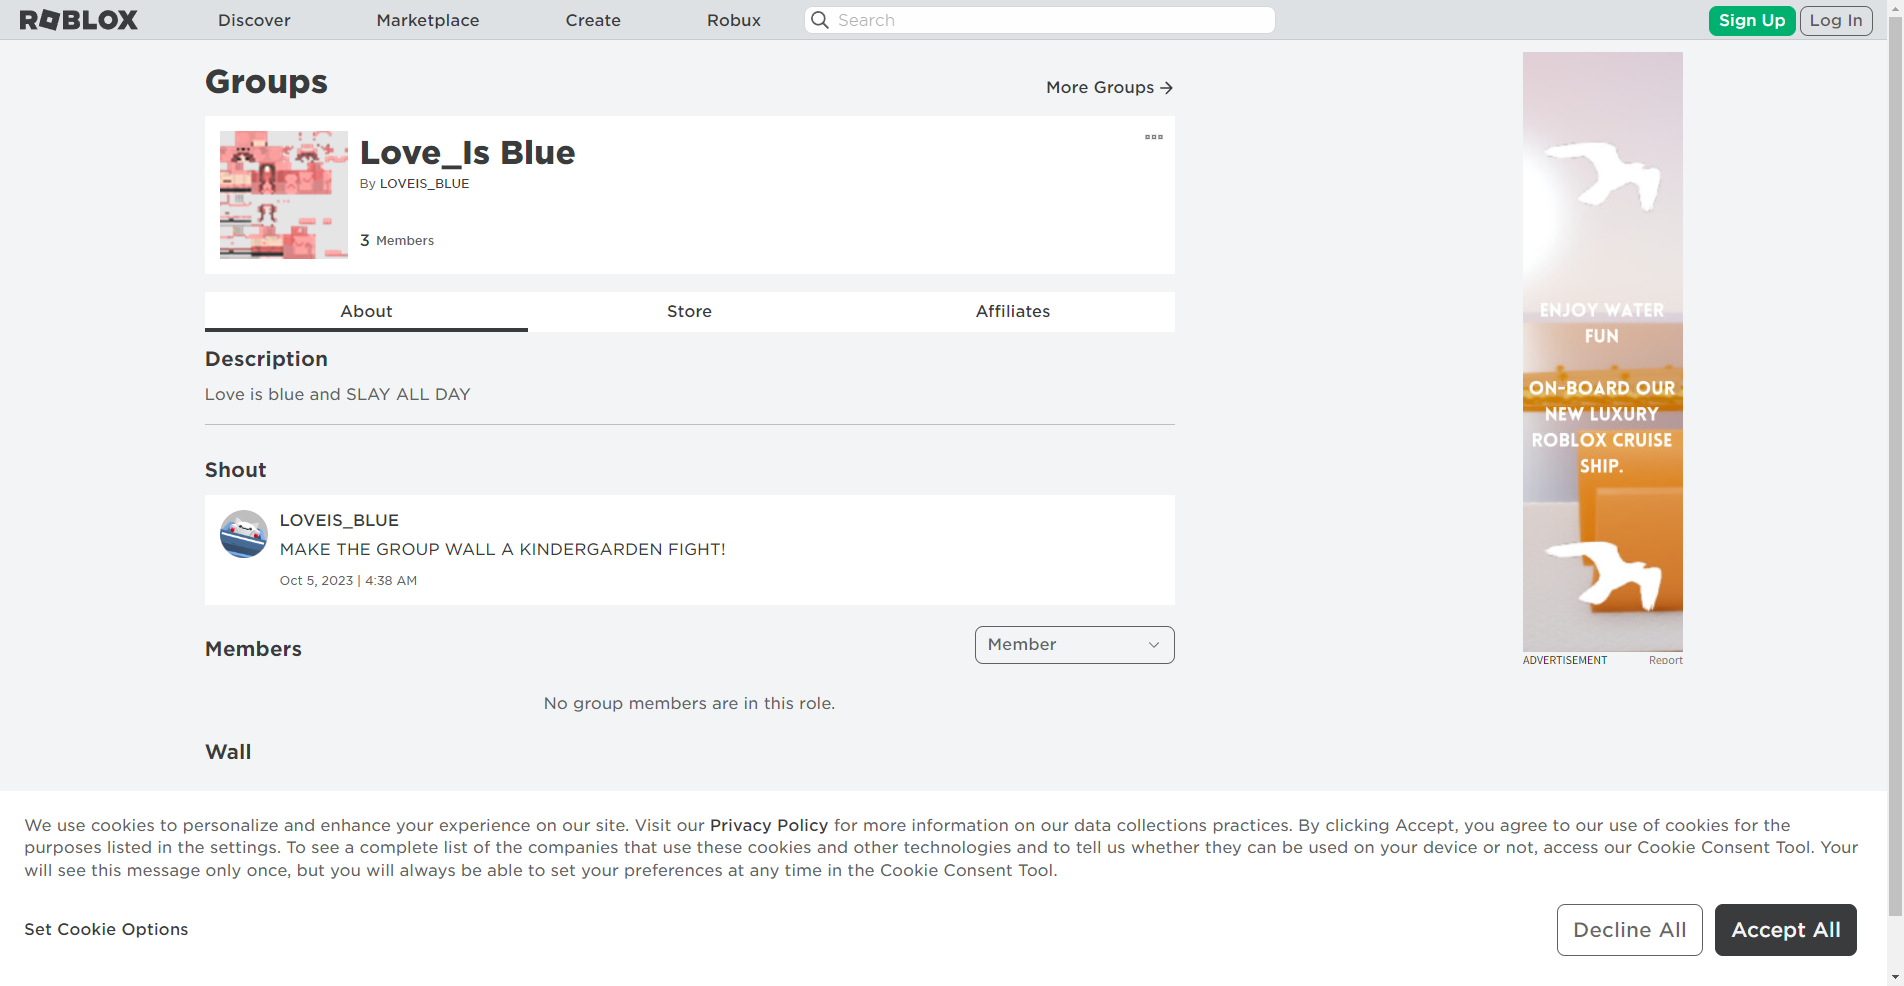 ROBLOX
Discover
Marketplace
Create
Robux
Search
Sign Up
Log In
Groups
More Groups
Love_Is Blue
By LOVEIS_BLUE
3 Members
About
Store
Affiliates
Description
Love is blue and SLAY ALL DAY
Shout
LOVEIS_BLUE
MAKE THE GROUP WALL A KINDERGARDEN FIGHT!
Oct 5, 2023 | 4:38 AM
Members
Member
No group members are in this role.
Wall
ENJOY WATER
FUN
ON-BOARD OUR
NEW LUXURY
ROBLOX CRUISE
SHIP.
ADVERTISEMENT
Report
We use cookies to personalize and enhance your experience on our site. Visit our Privacy Policy for more information on our data collections practices. By clicking Accept, you agree to our use of cookies for the
purposes listed in the settings. To see a complete list of the companies that use these cookies and other technologies and to tell us whether they can be used on your device or not, access our Cookie Consent Tool. Your
will see this message only once, but you will always be able to set your preferences at any time in the Cookie Consent Tool.
Set Cookie Options
Decline All
Accept All